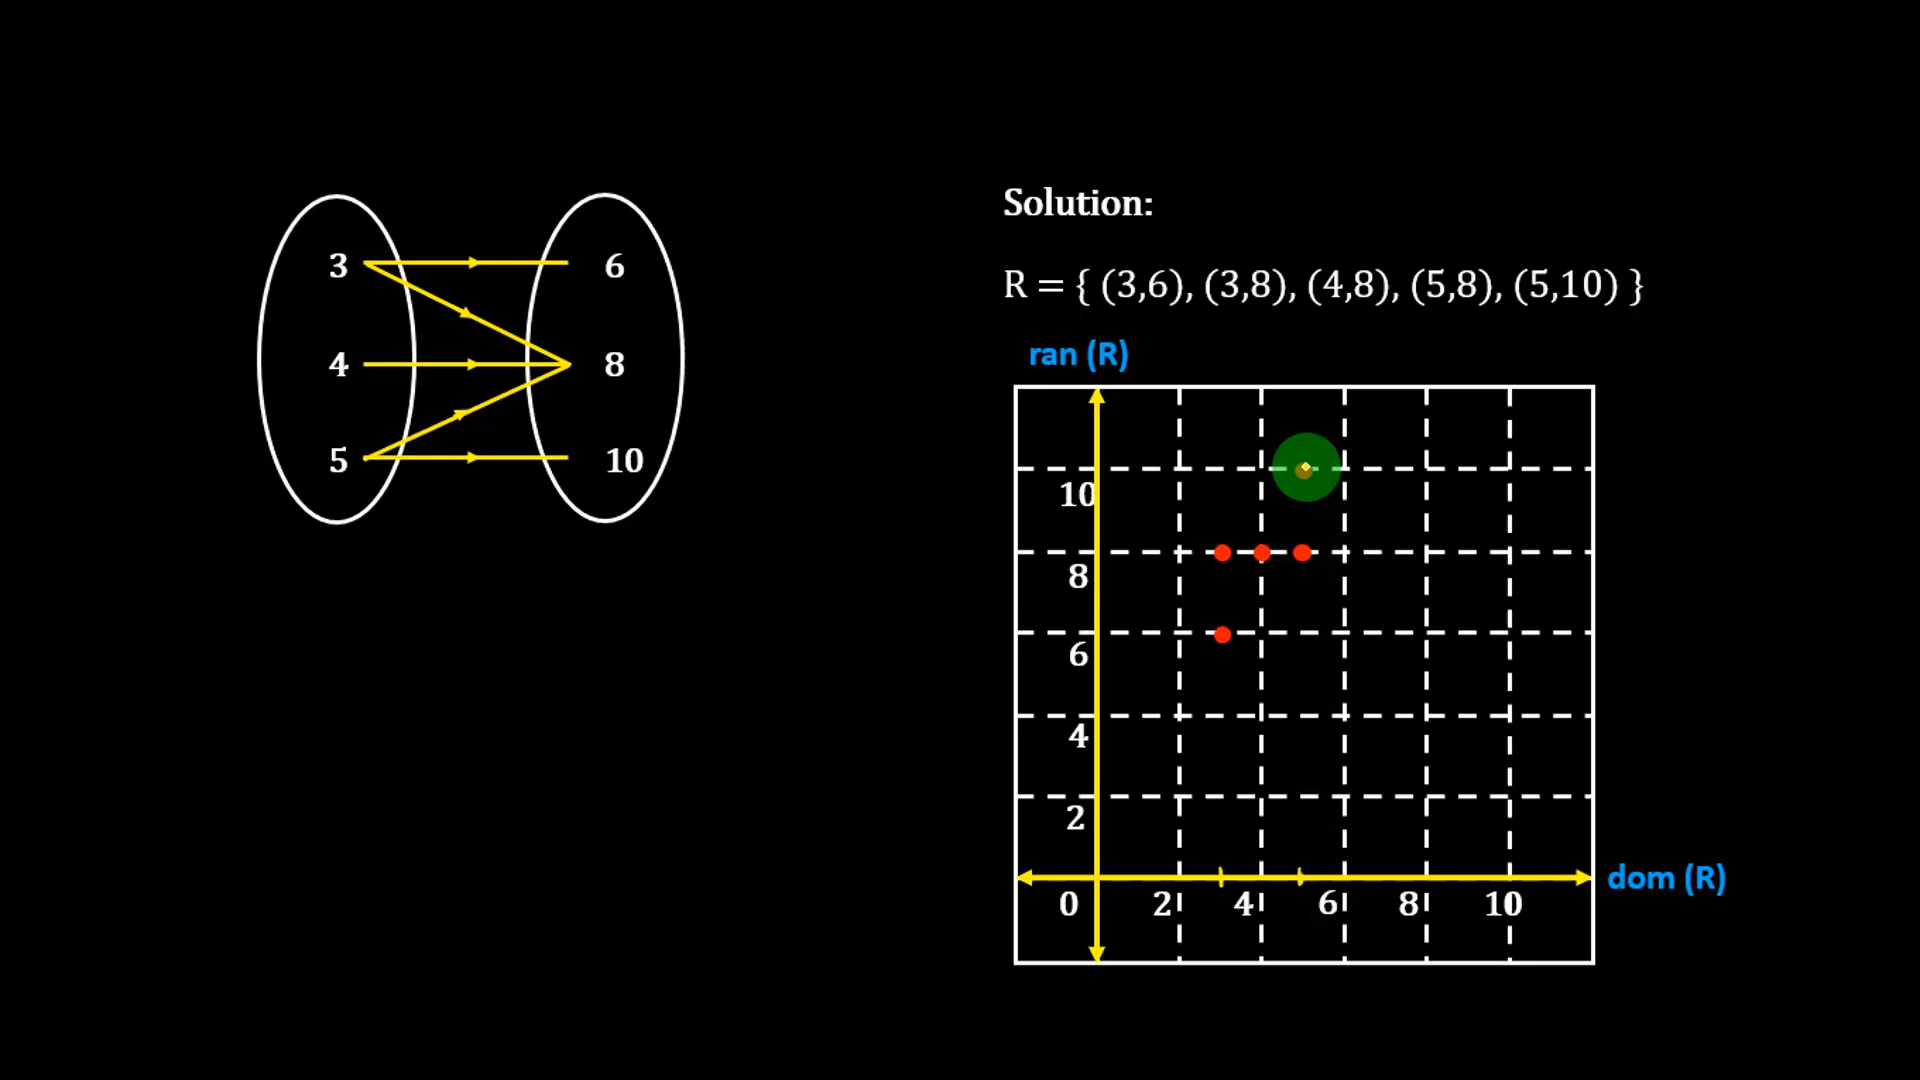 3
6
4
8
5
10
Solution:
R = { (3,6), (3,8), (4,8), (5,8), (5,10) }
ran (R)
10
8
6
4
2
0 2 4 6 8 10
dom (R)